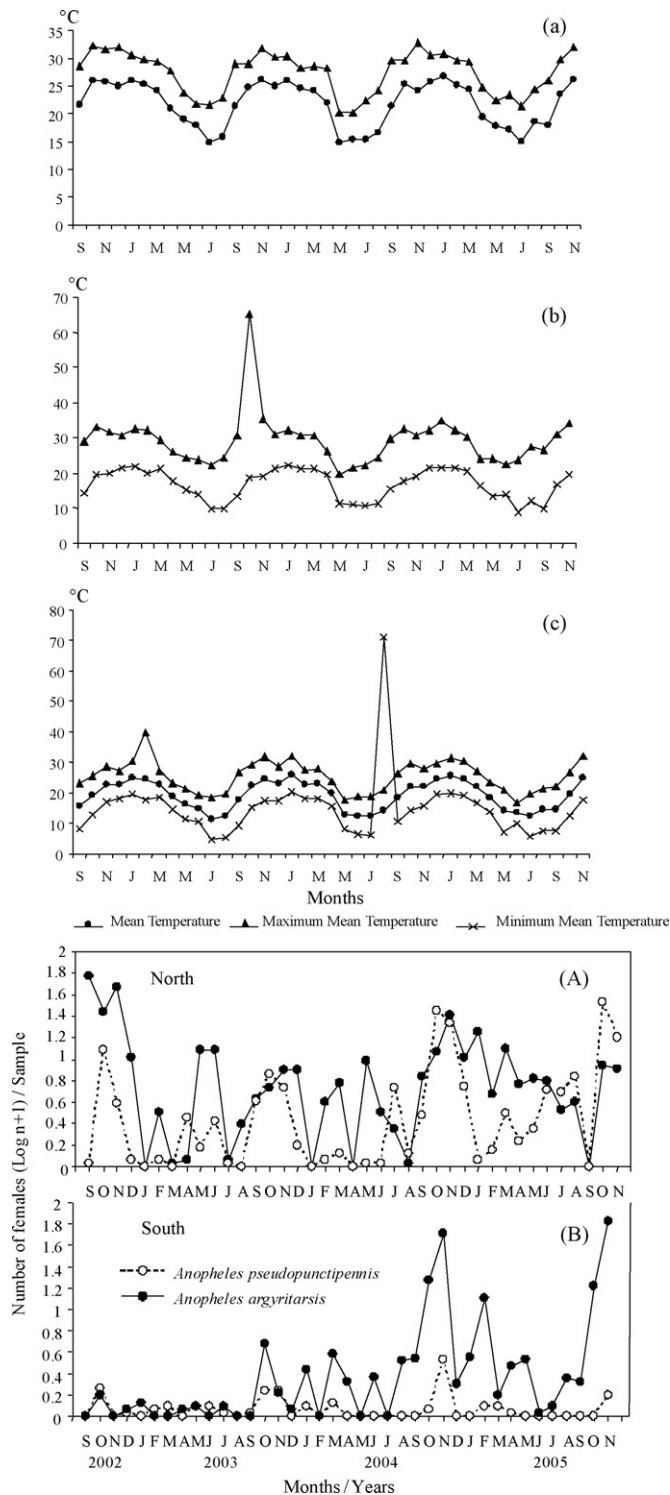 °C
(a)
35
30
25
20
15
10
5
0
S N J M M J S N J M M J S N J M M J S N
°C
(b)
70
60
50
40
30
20
10
0
S N J M M J S N J M M J S N J M M J S N
°C
(c)
80
70
60
50
40
30
20
10
0
S N J M M J S N J M M J S N J M M J S N
Months
Mean Temperature Maximum Mean Temperature Minimum Mean Temperature
Number of females (Log n+1) / Sample
North
(A)
2
1.8
1.6
1.4
1.2
1
0.8
0.6
0.4
0.2
0
S O N D J F M A M J J A S O N D J F M A M J J A S O N D J F M A M J J A S O N
South
(B)
1.8
1.6
1.4
1.2
1
0.8
0.6
0.4
0.2
0
Anopheles pseudopunctipennis
Anopheles argyritarsis
S O N D J F M A M J J A S O N D J F M A M J J A S O N D J F M A M J J A S O N
2002 2003 2004 2005
Months / Years